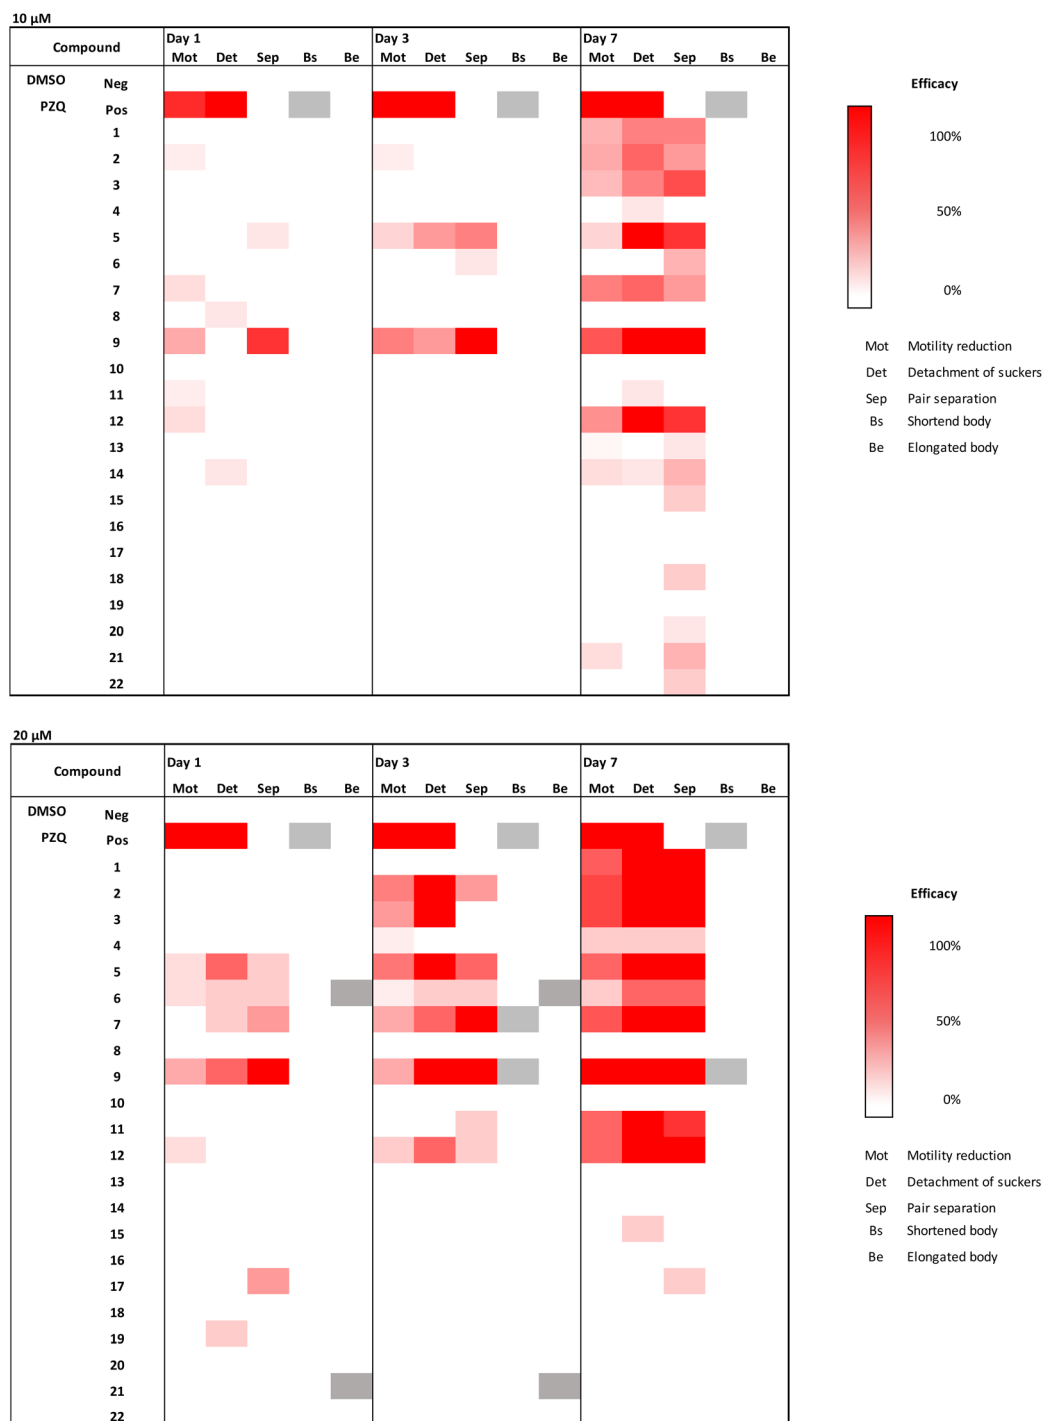 10 µM
Compound Day 1 Day 3 Day 7
Mot Det Sep Bs Be Mot Det Sep Bs Be Mot Det Sep Bs Be
DMSO Neg
PZQ Pos
1
2
3
4
5
6
7
8
9
10
11
12
13
14
15
16
17
18
19
20
21
22
Efficacy
100%
50%
0%
Mot Motility reduction
Det Detachment of suckers
Sep Pair separation
Bs Shortend body
Be Elongated body
20 µM
Compound Day 1 Day 3 Day 7
Mot Det Sep Bs Be Mot Det Sep Bs Be Mot Det Sep Bs Be
DMSO Neg
PZQ Pos
1
2
3
4
5
6
7
8
9
10
11
12
13
14
15
16
17
18
19
20
21
22
Efficacy
100%
50%
0%
Mot Motility reduction
Det Detachment of suckers
Sep Pair separation
Bs Shortened body
Be Elongated body